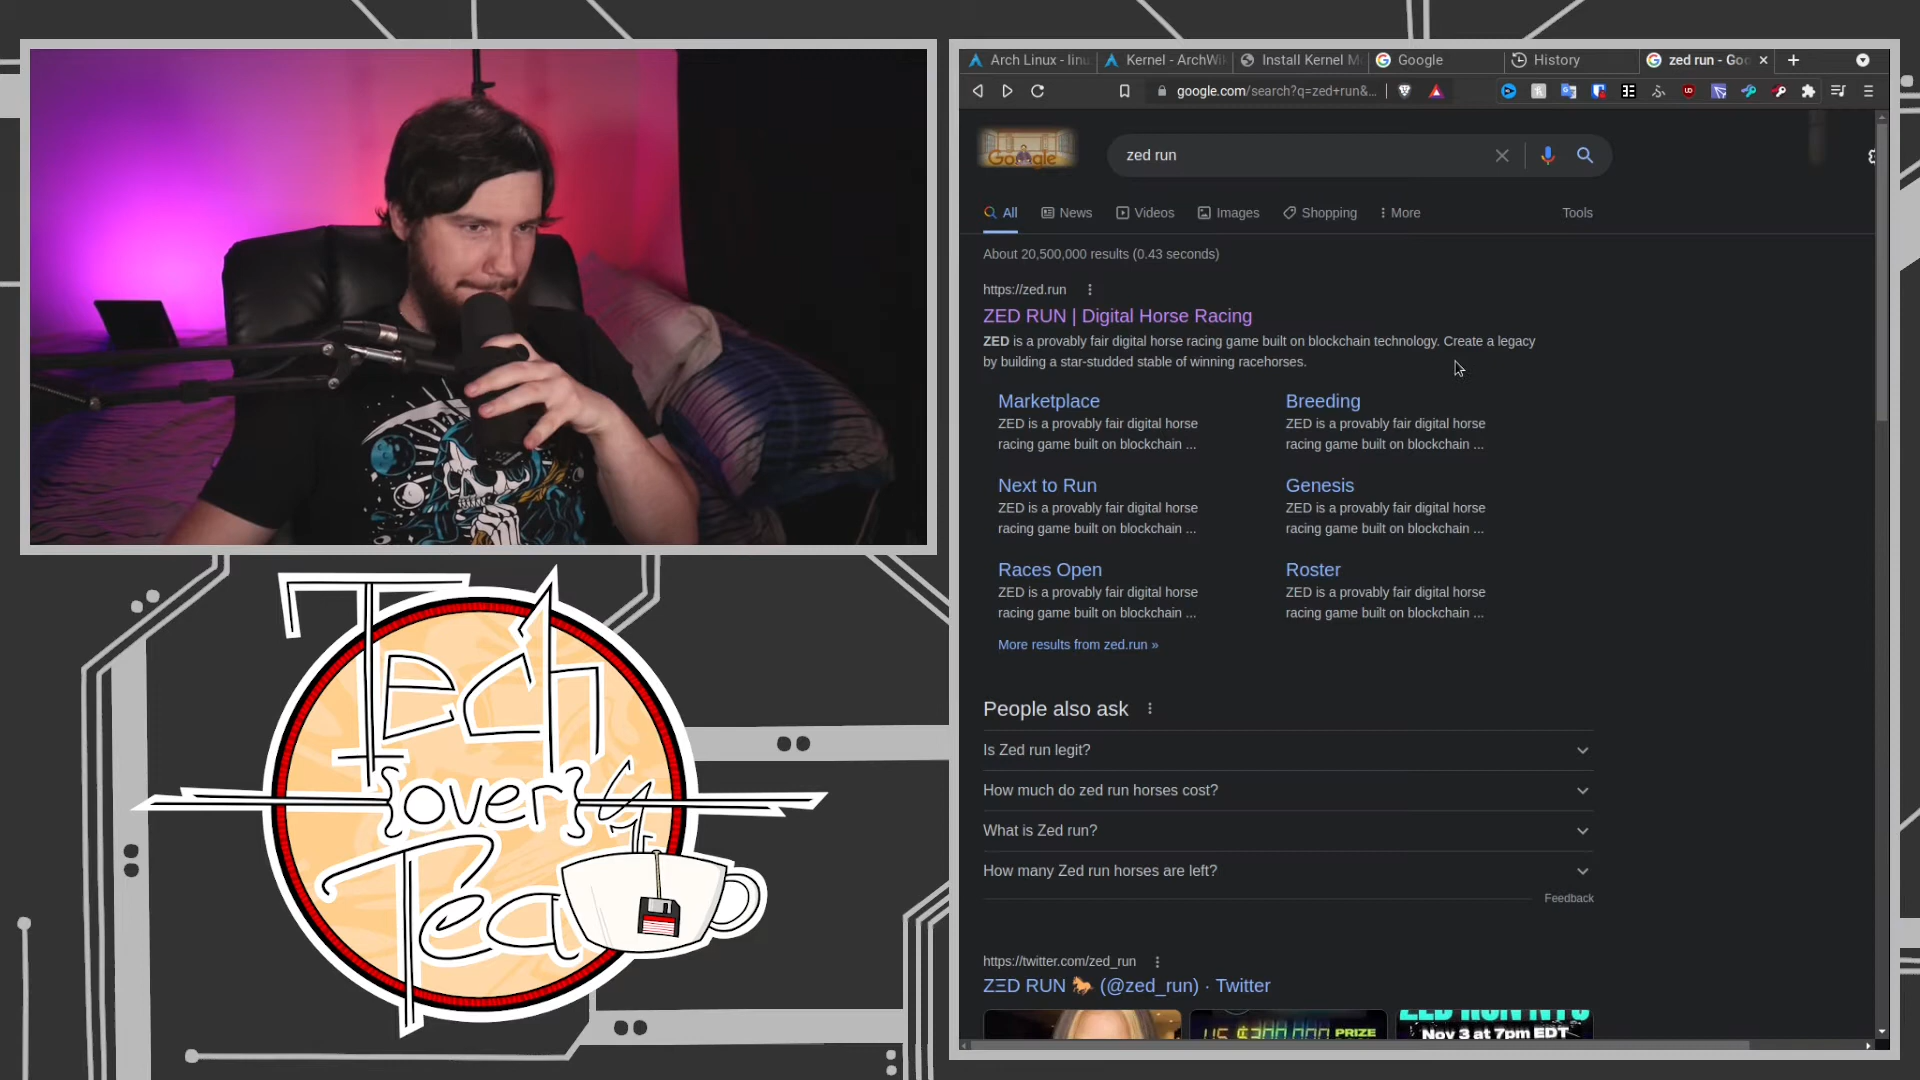 Arch Linux - linu
Kernel - ArchWik
Install Kernel M
Google
History
zed run - Goo
google.com/search?q=zed+run&...
Google
zed run
All
News
Videos
Images
Shopping
More
Tools
About 20,500,000 results (0.43 seconds)
https://zed.run
ZED RUN | Digital Horse Racing
ZED is a provably fair digital horse racing game built on blockchain technology. Create a legacy
by building a star-studded stable of winning racehorses.
Marketplace
ZED is a provably fair digital horse
racing game built on blockchain ...
Breeding
ZED is a provably fair digital horse
racing game built on blockchain ...
Next to Run
ZED is a provably fair digital horse
racing game built on blockchain ...
Genesis
ZED is a provably fair digital horse
racing game built on blockchain ...
Races Open
ZED is a provably fair digital horse
racing game built on blockchain ...
Roster
ZED is a provably fair digital horse
racing game built on blockchain ...
More results from zed.run »
People also ask
Is Zed run legit?
How much do zed run horses cost?
What is Zed run?
How many Zed run horses are left?
Feedback
https://twitter.com/zed_run
ZΞD RUN 🐎 (@zed_run) · Twitter
US $300,000 PRIZE
ZED RUN NYC
Nov 3 at 7pm EDT
Tech
{over}
Tea